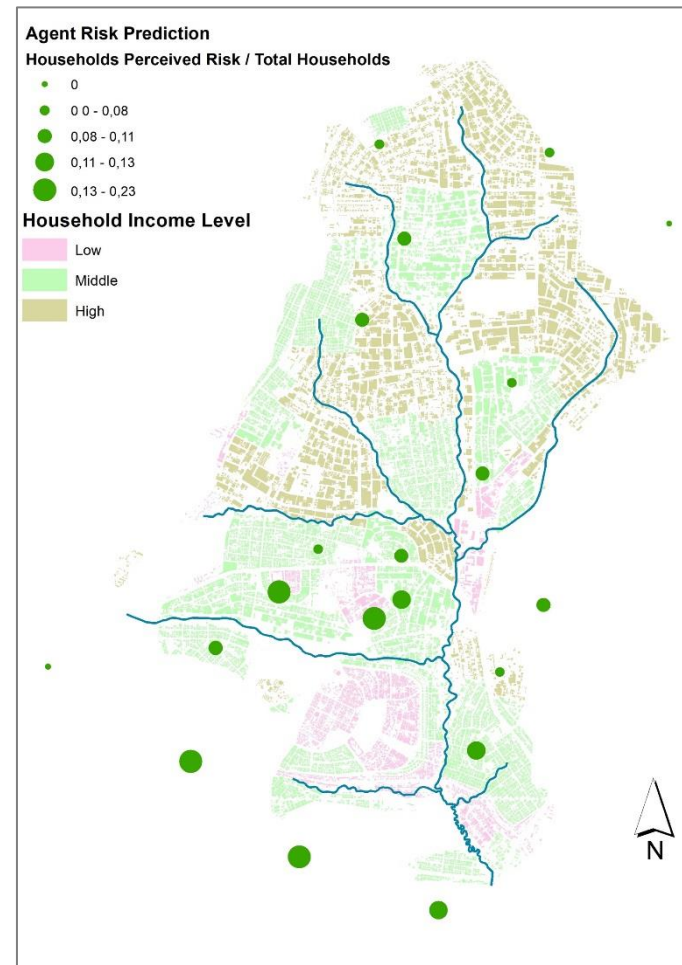 Agent Risk Prediction
Households Perceived Risk / Total Households
0
0 0 - 0,08
0,08 - 0,11
0,11 - 0,13
0,13 - 0,23
Household Income Level
Low
Middle
High
N